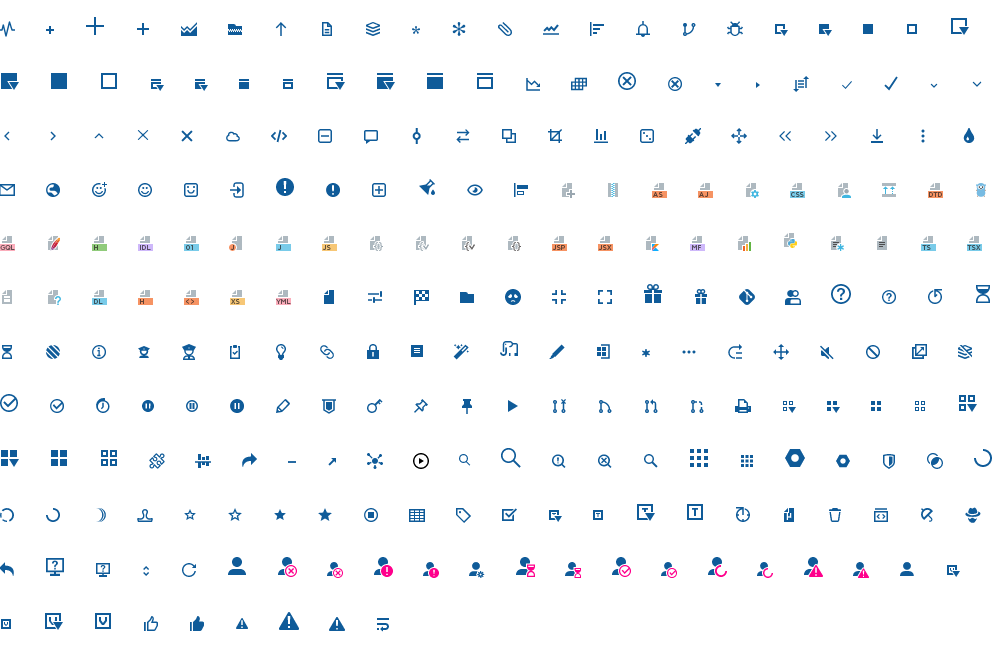 AS AJ CSS DTD
GQL H IDL 01 J JS JSP JSX MF TS TSX
DL H <> XS YML
T T T T